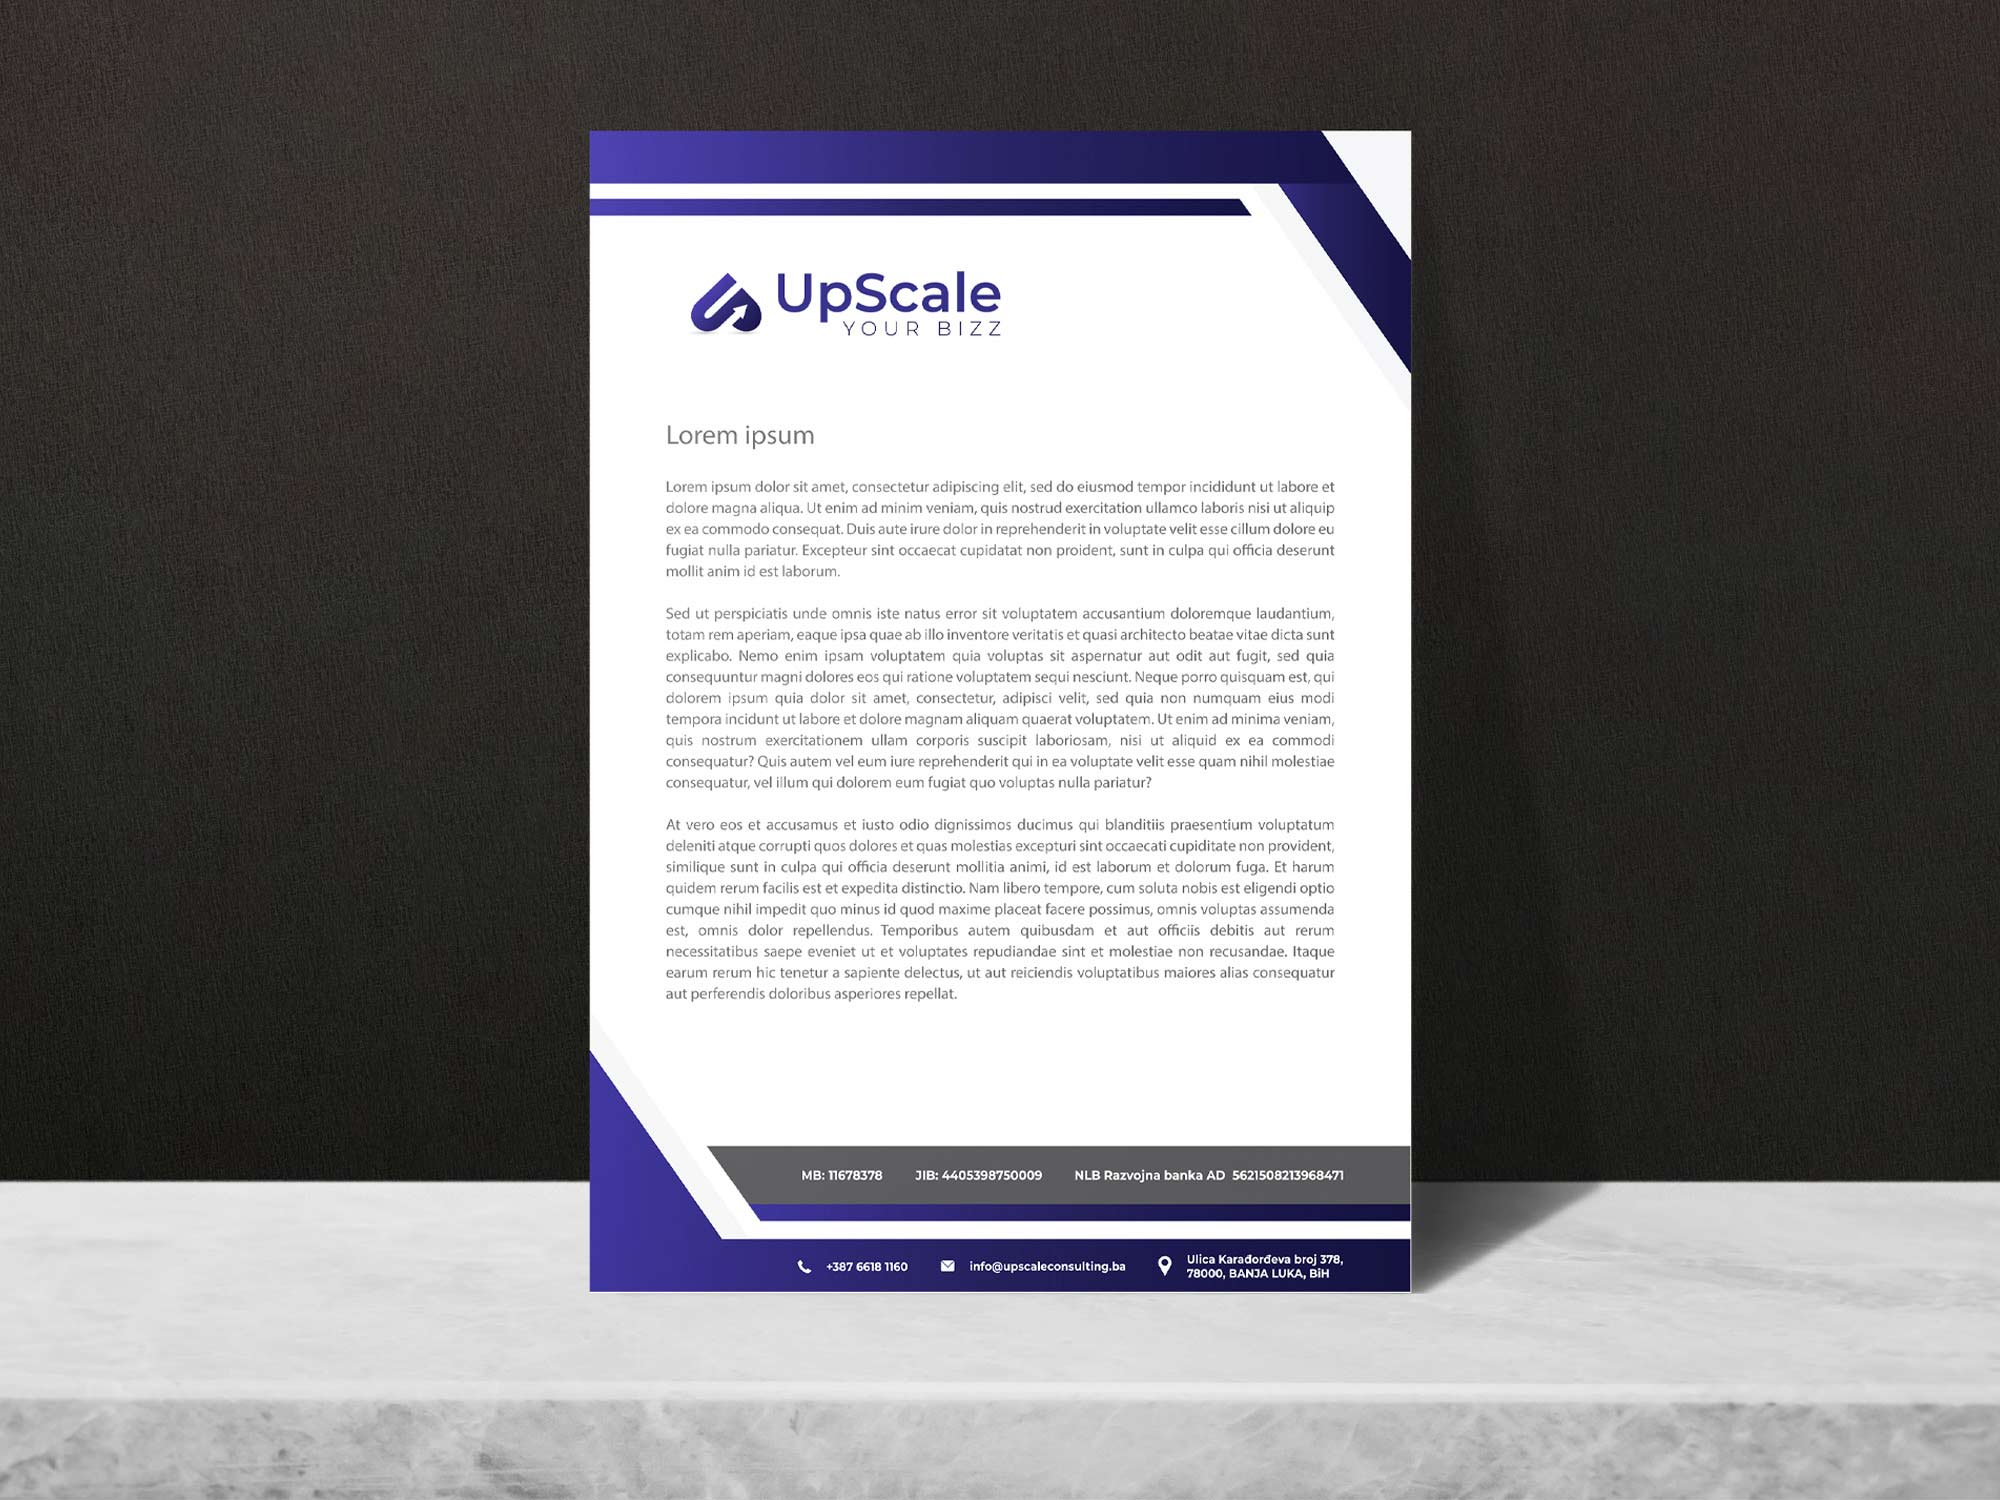 UpScale
YOUR BIZZ
Lorem ipsum
Lorem ipsum dolor sit amet, consectetur adipiscing elit, sed do eiusmod tempor incididunt ut labore et
dolore magna aliqua. Ut enim ad minim veniam, quis nostrud exercitation ullamco laboris nisi ut aliquip
ex ea commodo consequat. Duis aute irure dolor in reprehenderit in voluptate velit esse cillum dolore eu
fugiat nulla pariatur. Excepteur sint occaecat cupidatat non proident, sunt in culpa qui officia deserunt
mollit anim id est laborum.
Sed ut perspiciatis unde omnis iste natus error sit voluptatem accusantium doloremque laudantium,
totam rem aperiam, eaque ipsa quae ab illo inventore veritatis et quasi architecto beatae vitae dicta sunt
explicabo. Nemo enim ipsam voluptatem quia voluptas sit aspernatur aut odit aut fugit, sed quia
consequuntur magni dolores eos qui ratione voluptatem sequi nesciunt. Neque porro quisquam est, qui
dolorem ipsum quia dolor sit amet, consectetur, adipisci velit, sed quia non numquam eius modi
tempora incidunt ut labore et dolore magnam aliquam quaerat voluptatem. Ut enim ad minima veniam,
quis nostrum exercitationem ullam corporis suscipit laboriosam, nisi ut aliquid ex ea commodi
consequatur? Quis autem vel eum iure reprehenderit qui in ea voluptate velit esse quam nihil molestiae
consequatur, vel illum qui dolorem eum fugiat quo voluptas nulla pariatur?
At vero eos et accusamus et iusto odio dignissimos ducimus qui blanditiis praesentium voluptatum
deleniti atque corrupti quos dolores et quas molestias excepturi sint occaecati cupiditate non provident,
similique sunt in culpa qui officia deserunt mollitia animi, id est laborum et dolorum fuga. Et harum
quidem rerum facilis est et expedita distinctio. Nam libero tempore, cum soluta nobis est eligendi optio
cumque nihil impedit quo minus id quod maxime placeat facere possimus, omnis voluptas assumenda
est, omnis dolor repellendus. Temporibus autem quibusdam et aut officiis debitis aut rerum
necessitatibus saepe eveniet ut et voluptates repudiandae sint et molestiae non recusandae. Itaque
earum rerum hic tenetur a sapiente delectus, ut aut reiciendis voluptatibus maiores alias consequatur
aut perferendis doloribus asperiores repellat.
MB: 11678378 JIB: 4405398750009 NLB Razvojna banka AD 5621508213968471
+387 6618 1160 info@upscaleconsulting.ba Ulica Karađorđeva broj 378,
78000, BANJA LUKA, BiH